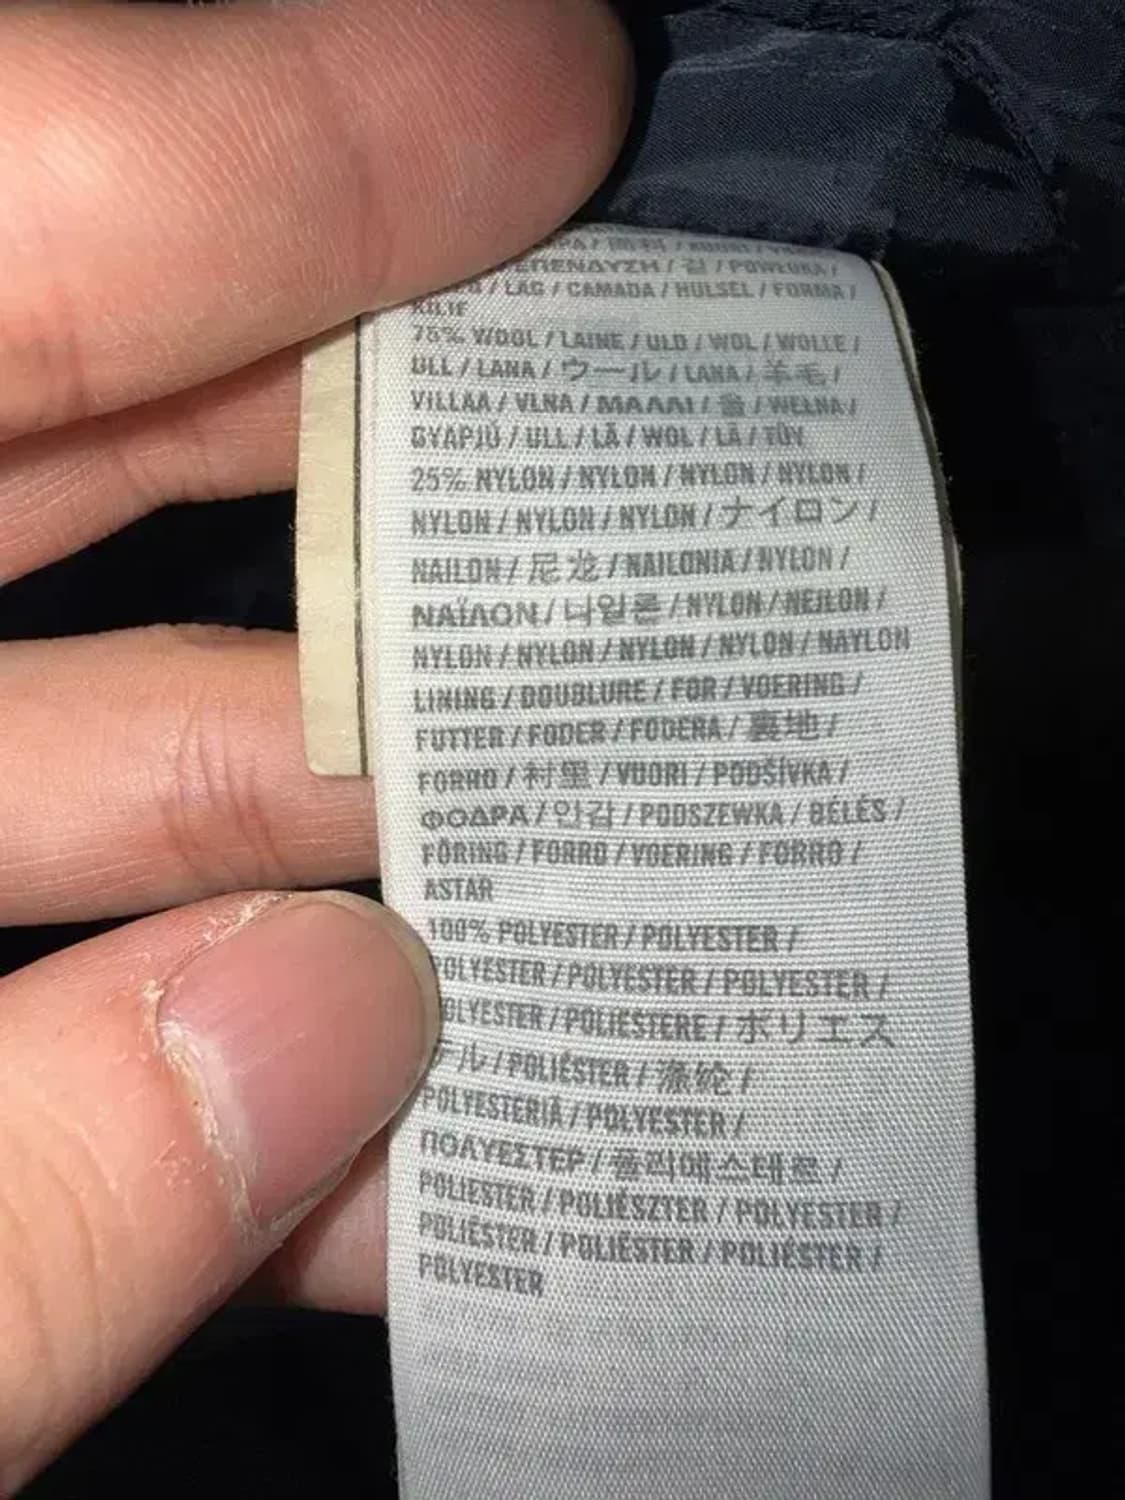 ΕΠΕΝΔΥΣΗ / 겉 / POWŁOKA /
/ LAG / CAMADA / HULSEL / FORMA /
KILIF
75% WOOL / LAINE / ULD / WOL / WOLLE /
ULL / LANA / ウール / LANA / 羊毛 /
VILLAA / VLNA / ΜΑΛΛΙ / 울 / WEŁNA /
GYAPJÚ / ULL / LÃ / WOL / LÃ / TÜY
25% NYLON / NYLON / NYLON / NYLON /
NYLON / NYLON / NYLON / ナイロン /
NAILON / 尼龙 / NAILONIA / NYLON /
ΝΑΪΛΟΝ / 나일론 / NYLON / NEJLON /
NYLON / NYLON / NYLON / NYLON / NAYLON
LINING / DOUBLURE / FOR / VOERING /
FUTTER / FODER / FODERA / 裏地 /
FORRO / 村里 / VUORI / PODŠÍVKA /
ΦΟΔΡΑ / 안감 / PODSZEWKA / BÉLÉS /
FÔRING / FORRO / VOERING / FORRO /
ASTAR
100% POLYESTER / POLYESTER /
POLYESTER / POLYESTER / POLYESTER /
POLYESTER / POLIESTERE / ポリエス
テル / POLIÉSTER / 涤纶 /
POLYESTERIÄ / POLYESTER /
ΠΟΛΥΕΣΤΕΡ / 폴리에스테르 /
POLIESTER / POLIÉSZTER / POLYESTER /
POLIÉSTER / POLIÉSTER / POLIÉSTER /
POLYESTER